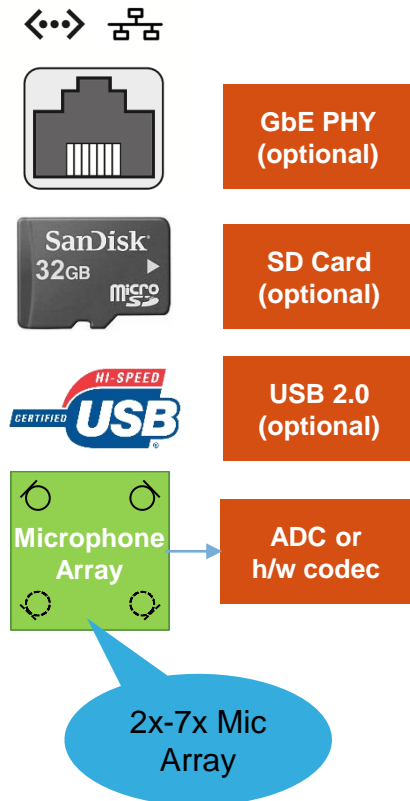 GbE PHY
(optional)
SanDisk
32GB
Micro
SD
SD Card
(optional)
HI-SPEED
CERTIFIED USB
®
USB 2.0
(optional)
Microphone
Array
ADC or
h/w codec
2x-7x Mic
Array